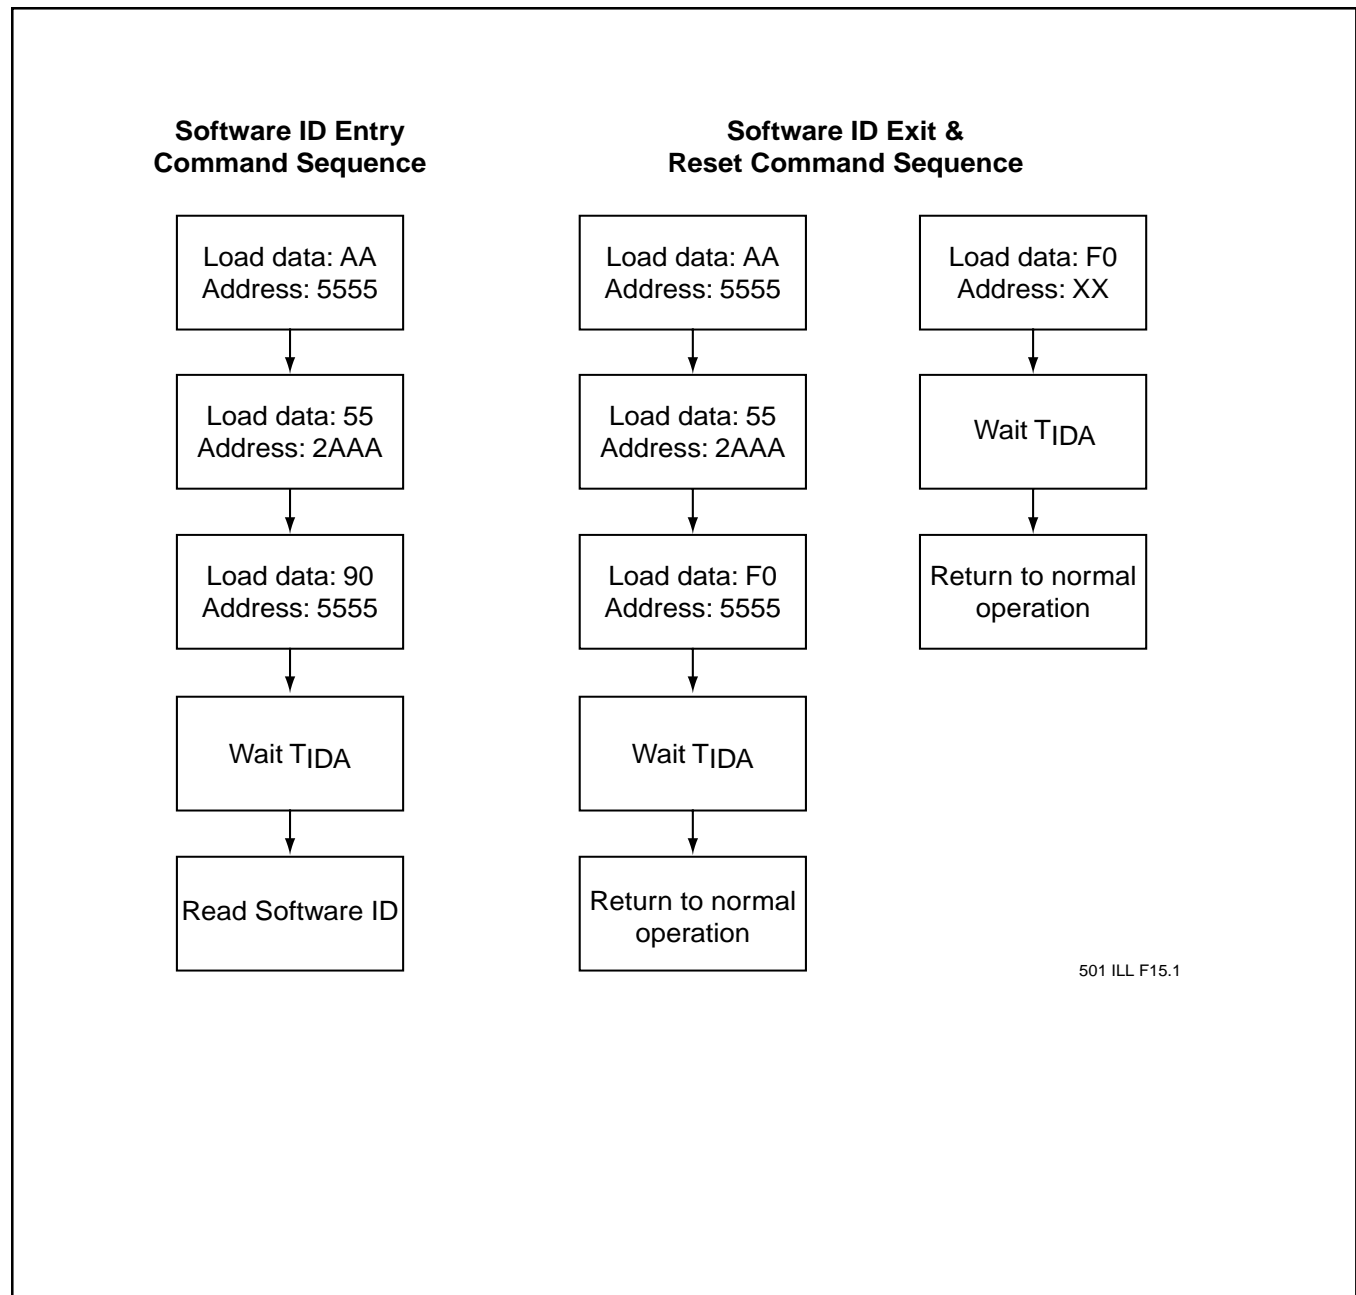 Software ID Entry
Command Sequence
Load data: AA
Address: 5555
Load data: 55
Address: 2AAA
Load data: 90
Address: 5555
Wait TIDA
Read Software ID
Software ID Exit &
Reset Command Sequence
Load data: AA
Address: 5555
Load data: 55
Address: 2AAA
Load data: F0
Address: 5555
Wait TIDA
Return to normal
operation
Load data: F0
Address: XX
Wait TIDA
Return to normal
operation
501 ILL F15.1